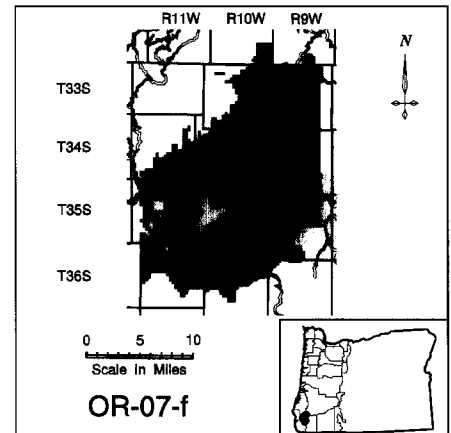 R11W R10W R9W
N
T33S
T34S
T35S
T36S
0 5 10
Scale in Miles
OR-07-f